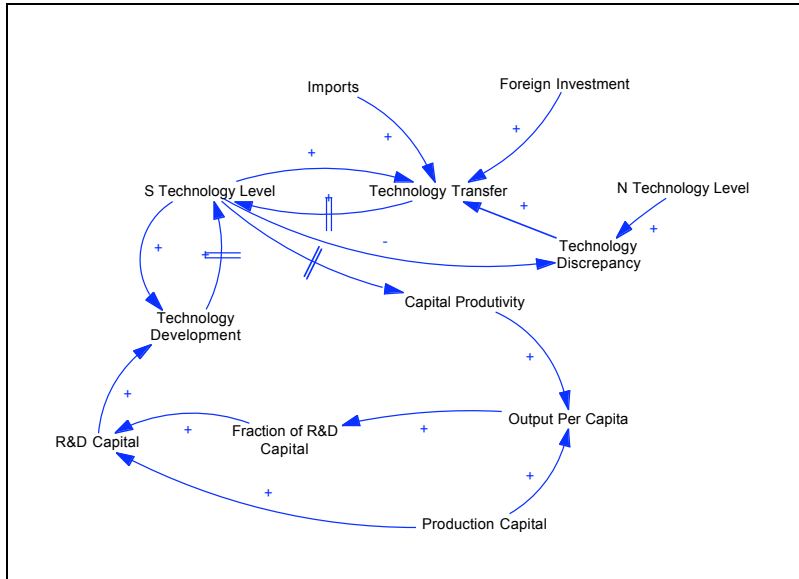 Imports
Foreign Investment
+
+
+
S Technology Level
Technology Transfer
N Technology Level
+
+
+
+
+
-
Technology
Discrepancy
Capital Produtivity
Technology
Development
+
+
Output Per Capita
Fraction of R&D
Capital
R&D Capital
+
+
+
+
Production Capital